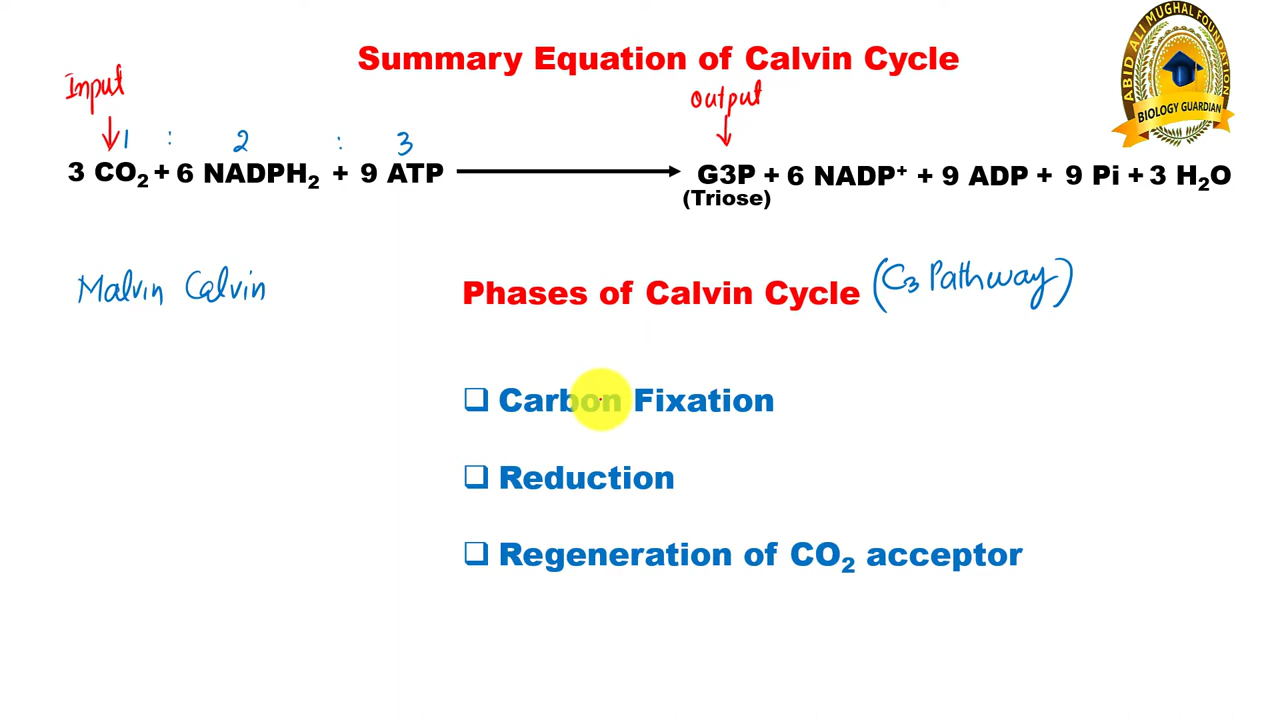 Summary Equation of Calvin Cycle
ABID ALI MUGHAL FOUNDATION
BIOLOGY GUARDIAN
Input
Output
1 : 2 : 3
3 CO₂ + 6 NADPH₂ + 9 ATP → G3P + 6 NADP⁺ + 9 ADP + 9 Pi + 3 H₂O
(Triose)
Malvin Calvin
Phases of Calvin Cycle (C₃ Pathway)
❑ Carbon Fixation
❑ Reduction
❑ Regeneration of CO₂ acceptor